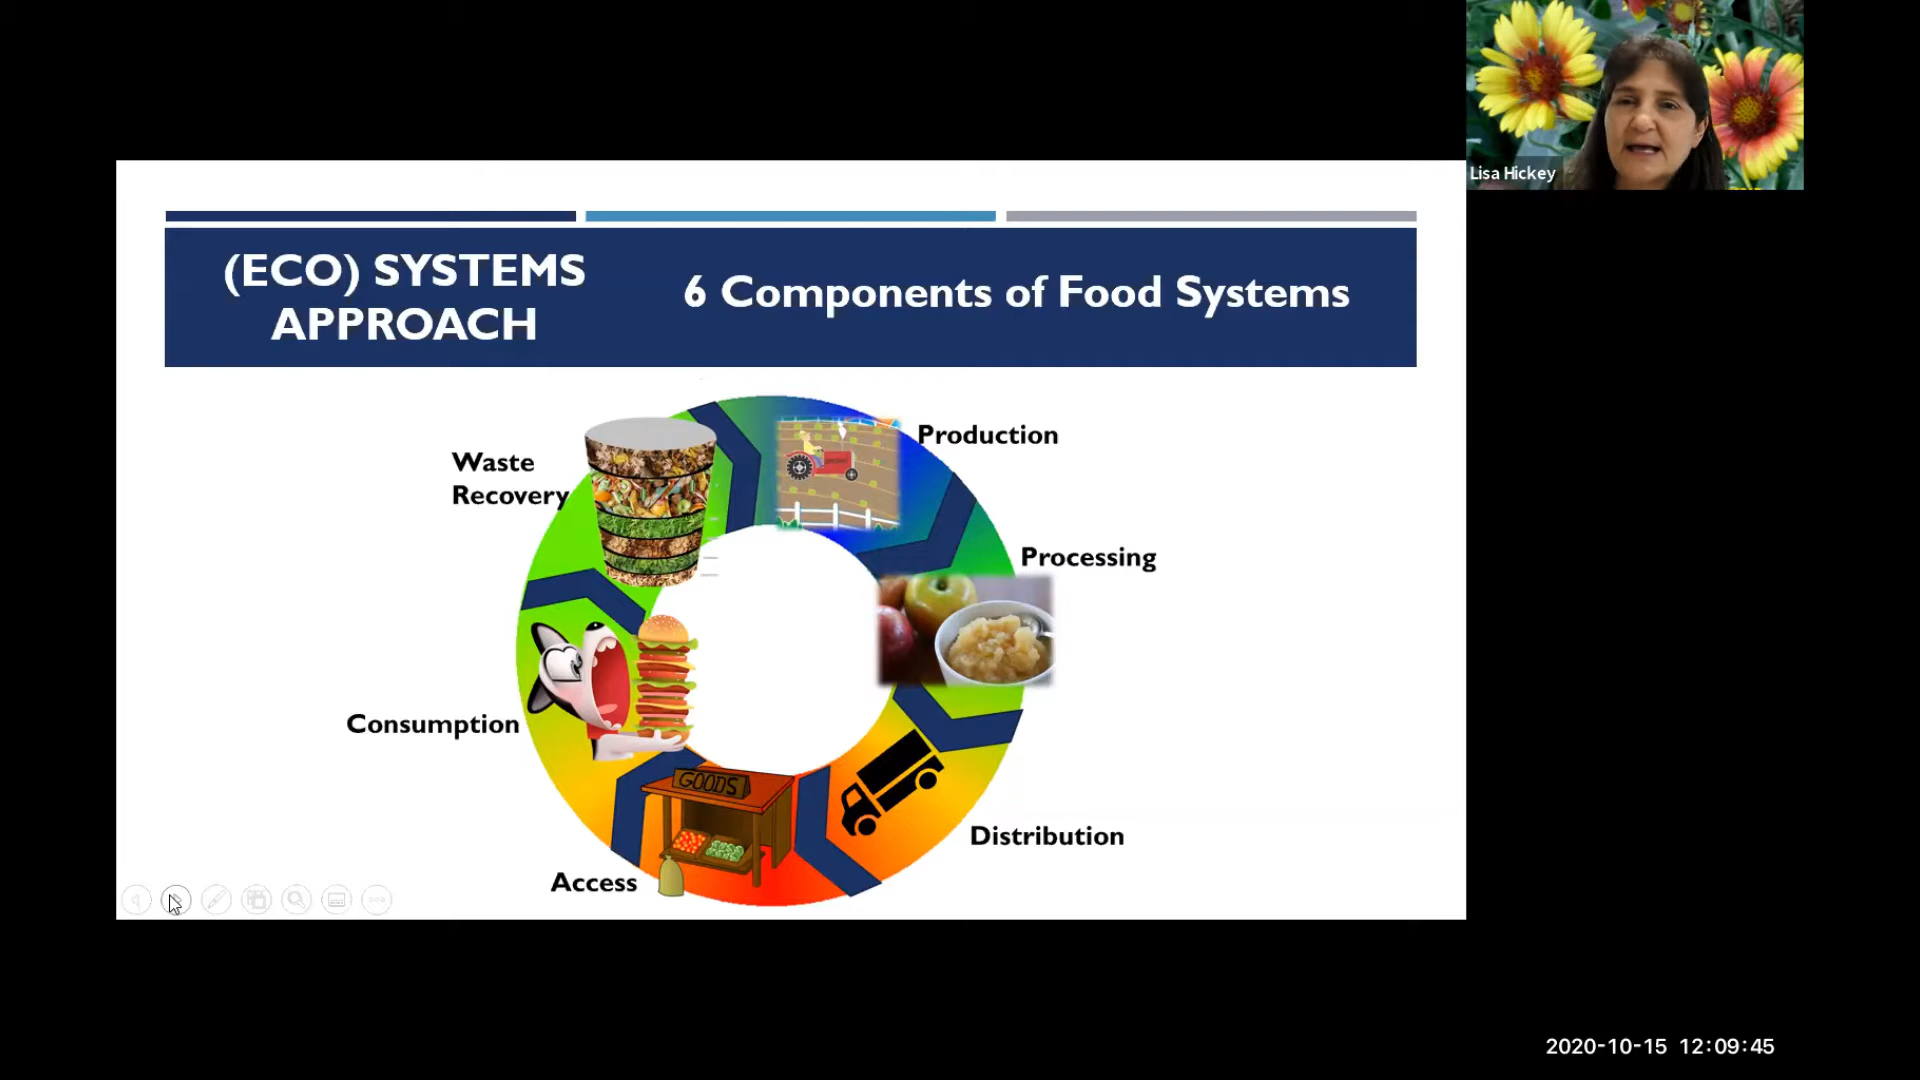 Lisa Hickey
(ECO) SYSTEMS
APPROACH
6 Components of Food Systems
Production
Waste
Recovery
Processing
Consumption
GOODS
Distribution
Access
2020-10-15 12:09:45